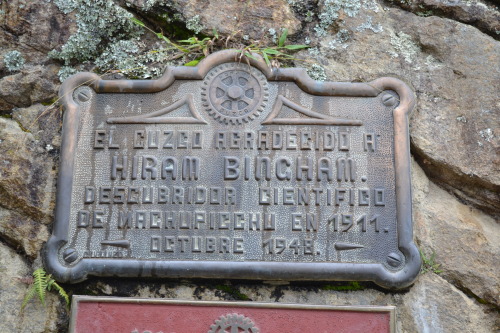 EL CUZCO AGRADECIDO A
HIRAM BINGHAM.
DESCUBRIDOR CIENTIFICO
DE MACHUPICCHU EN 1911.
OCTUBRE 1948.